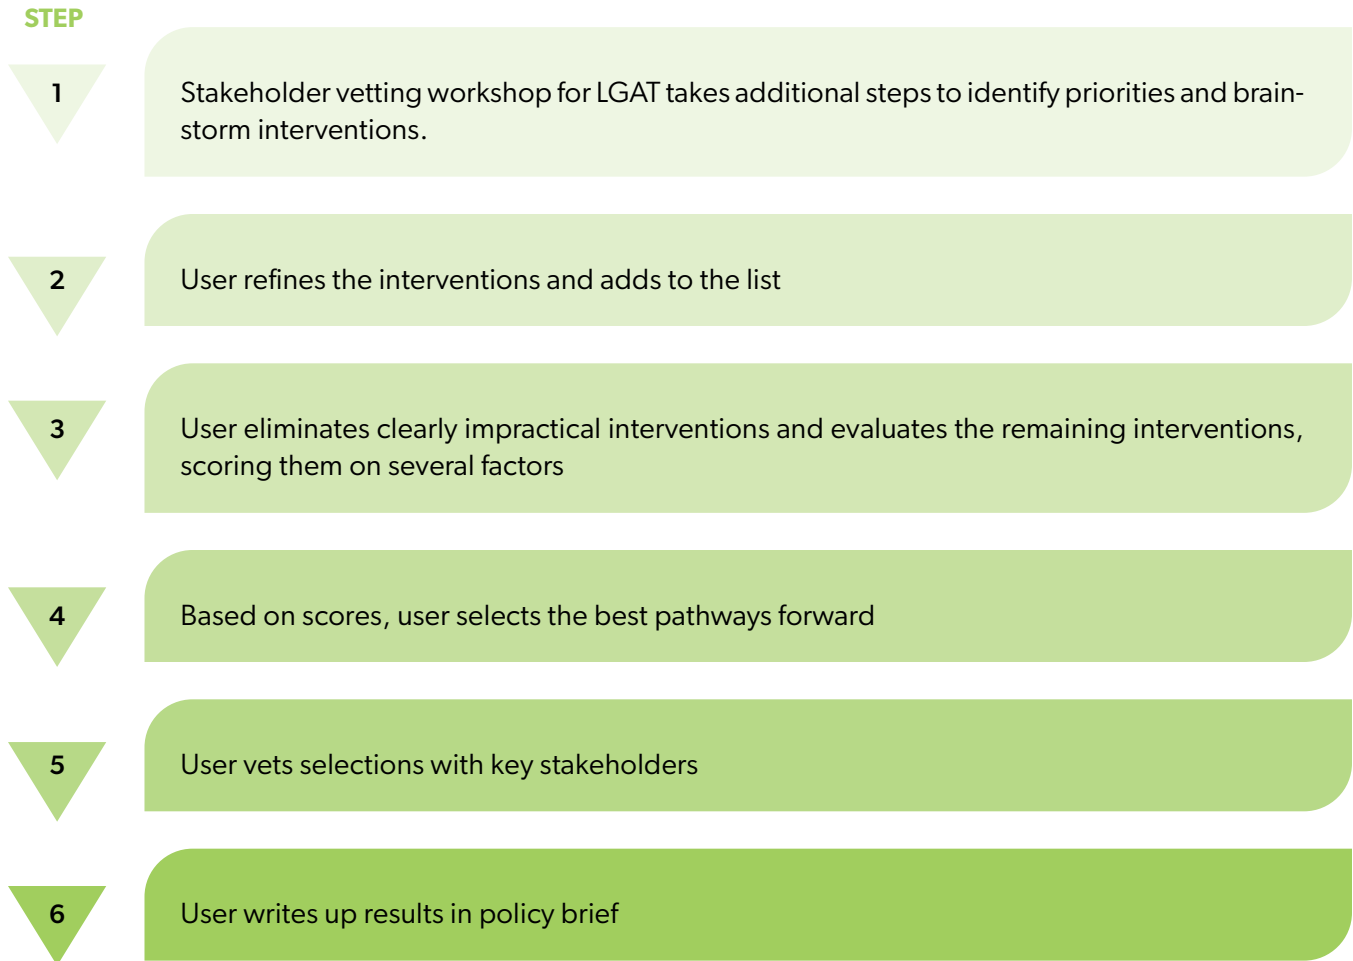 STEP
1
Stakeholder vetting workshop for LGAT takes additional steps to identify priorities and brain-
storm interventions.
2
User refines the interventions and adds to the list
3
User eliminates clearly impractical interventions and evaluates the remaining interventions,
scoring them on several factors
4
Based on scores, user selects the best pathways forward
5
User vets selections with key stakeholders
6
User writes up results in policy brief